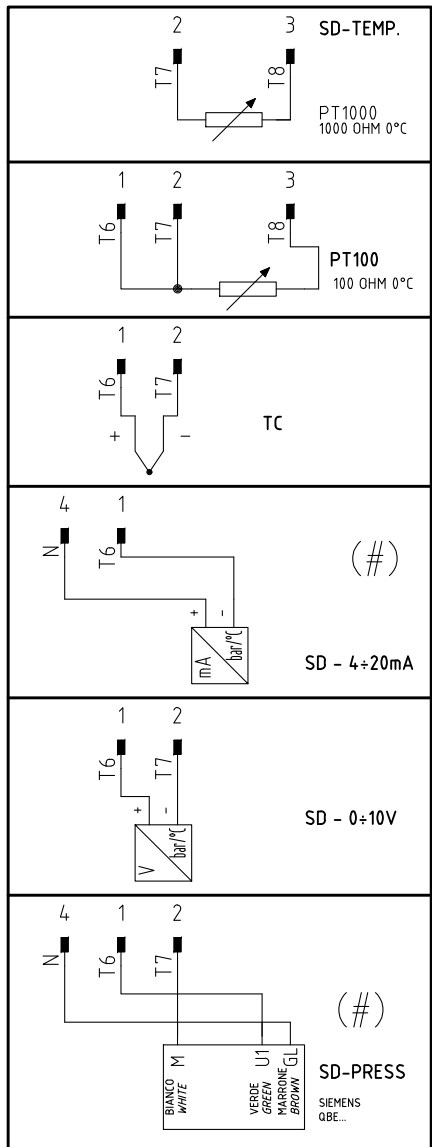 2 3 SD-TEMP.
T7 T8
PT1000
1000 OHM 0°C
1 2 3
T6 T7 T8
PT100
100 OHM 0°C
1 2
T6 T7
+ -
TC
4 1
N T6
(#)
+ -
mA bar/°C
SD - 4÷20mA
1 2
T6 T7
+ -
V bar/°C
SD - 0÷10V
4 1 2
N T6 T7
(#)
M U1 GL
BIANCO
WHITE
VERDE
GREEN
MARRONE
BROWN
SD-PRESS
SIEMENS
QBE...